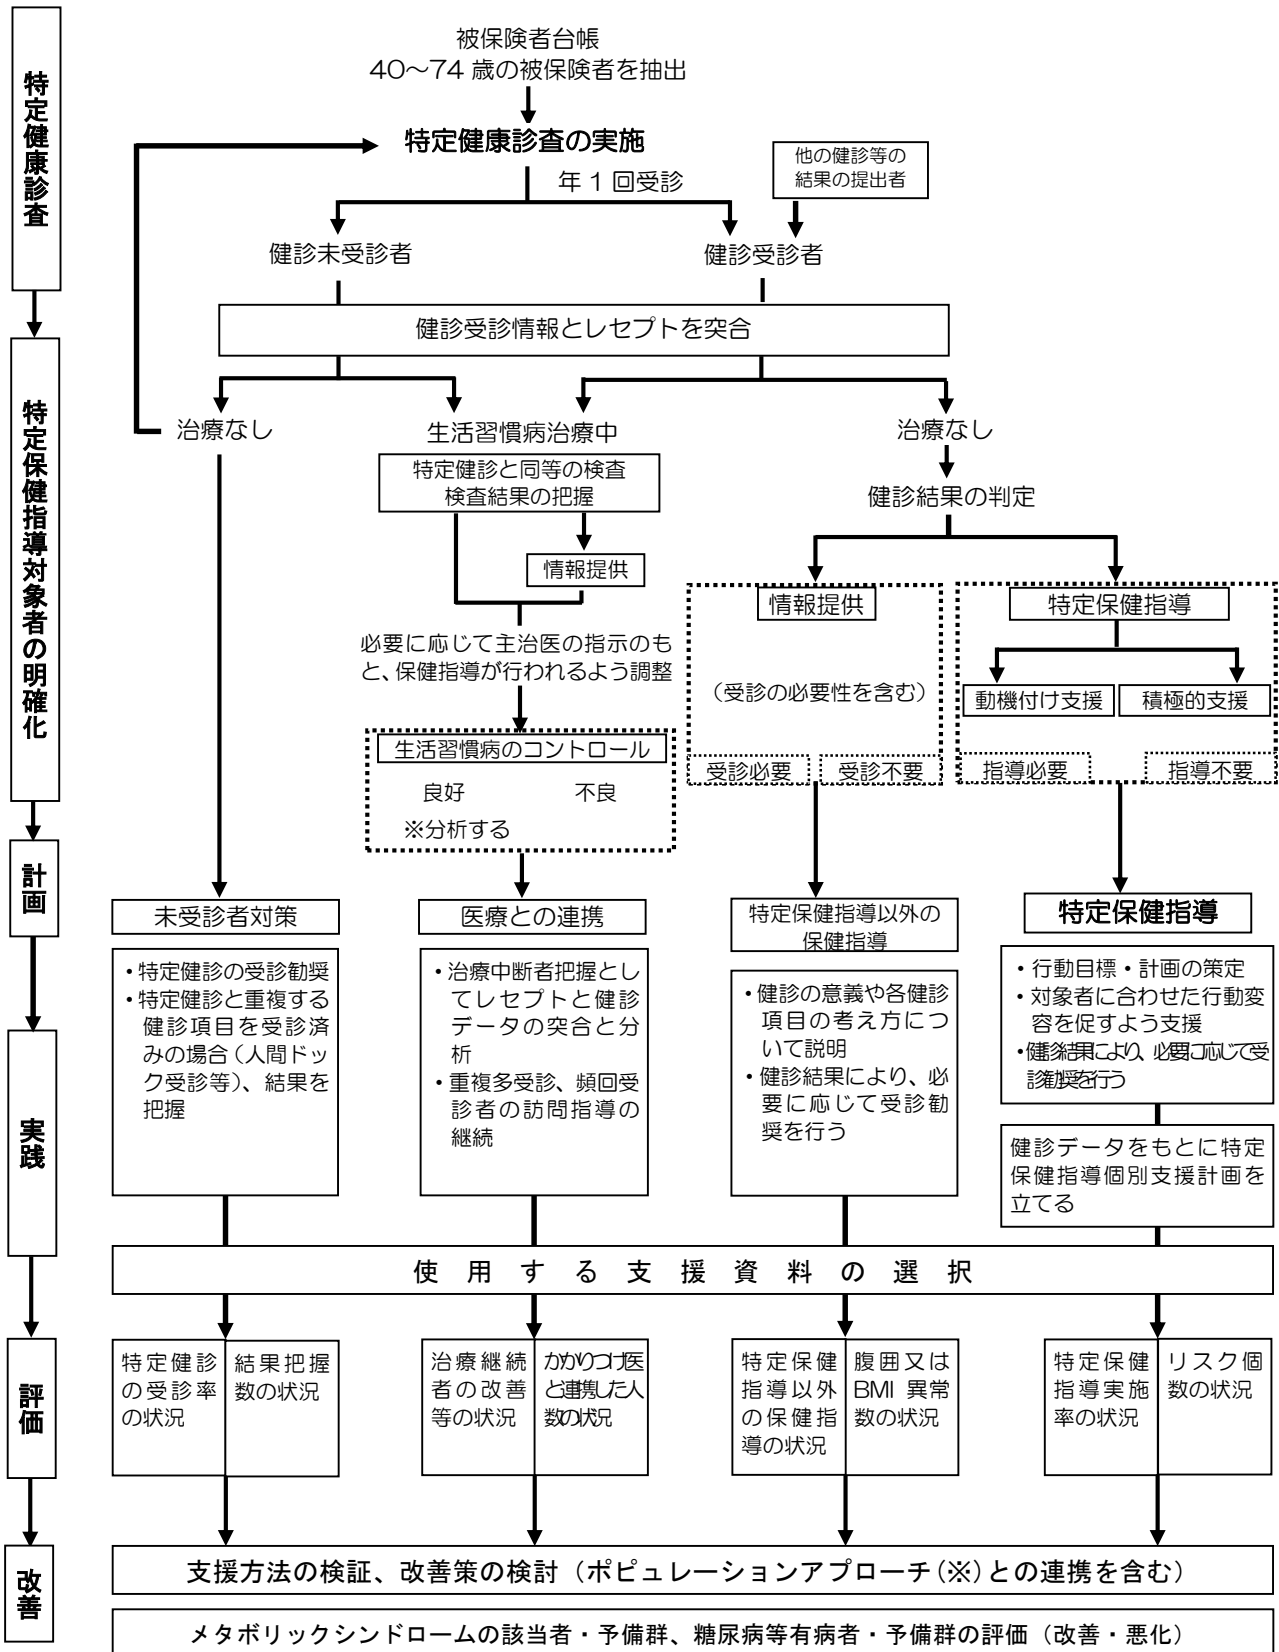 特定健康診査
特定保健指導対象者の明確化
計画
実践
評価
改善
被保険者台帳
40～74 歳の被保険者を抽出
特定健康診査の実施
年 1 回受診
他の健診等の
結果の提出者
健診未受診者
健診受診者
健診受診情報とレセプトを突合
治療なし
生活習慣病治療中
治療なし
特定健診と同等の検査
検査結果の把握
健診結果の判定
情報提供
情報提供
特定保健指導
必要に応じて主治医の指示のも
と、保健指導が行われるよう調整
（受診の必要性を含む）
動機付け支援
積極的支援
生活習慣病のコントロール
受診必要
受診不要
指導必要
指導不要
良好
不良
※分析する
未受診者対策
・特定健診の受診勧奨
・特定健診と重複する
健診項目を受診済
みの場合（人間ドッ
ク受診等）、結果を
把握
医療との連携
・治療中断者把握とし
てレセプトと健診
データの突合と分
析
・重複多受診、頻回受
診者の訪問指導の
継続
特定保健指導以外の
保健指導
・健診の意義や各健診
項目の考え方につ
いて説明
・健診結果により、必
要に応じて受診勧
奨を行う
特定保健指導
・行動目標・計画の策定
・対象者に合わせた行動変
容を促すよう支援
・健診結果により、必要に応じて受
診勧奨を行う
健診データをもとに特定
保健指導個別支援計画を
立てる
使用する支援資料の選択
特定健診
の受診率
の状況
結果把握
数の状況
治療継続
者の改善
等の状況
かかりつけ医
と連携した人
数の状況
特定保健
指導以外
の保健指
導の状況
腹囲又は
BMI 異常
数の状況
特定保健
指導実施
率の状況
リスク個
数の状況
支援方法の検証、改善策の検討（ポピュレーションアプローチ(※)との連携を含む）
メタボリックシンドロームの該当者・予備群、糖尿病等有病者・予備群の評価（改善・悪化）